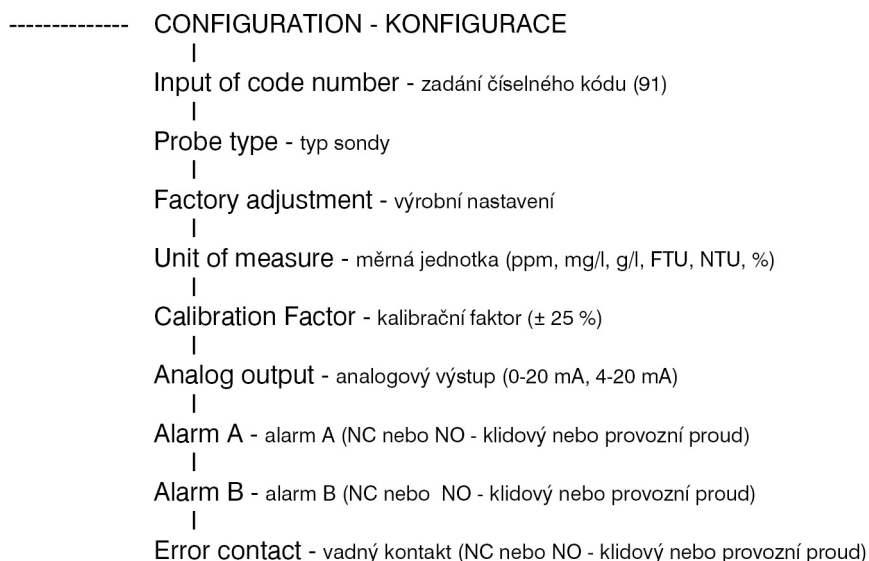 -------------- CONFIGURATION - KONFIGURACE
Input of code number - zadání číselného kódu (91)
Probe type - typ sondy
Factory adjustment - výrobní nastavení
Unit of measure - měrná jednotka (ppm, mg/l, g/l, FTU, NTU, %)
Calibration Factor - kalibrační faktor (± 25 %)
Analog output - analogový výstup (0-20 mA, 4-20 mA)
Alarm A - alarm A (NC nebo NO - klidový nebo provozní proud)
Alarm B - alarm B (NC nebo NO - klidový nebo provozní proud)
Error contact - vadný kontakt (NC nebo NO - klidový nebo provozní proud)